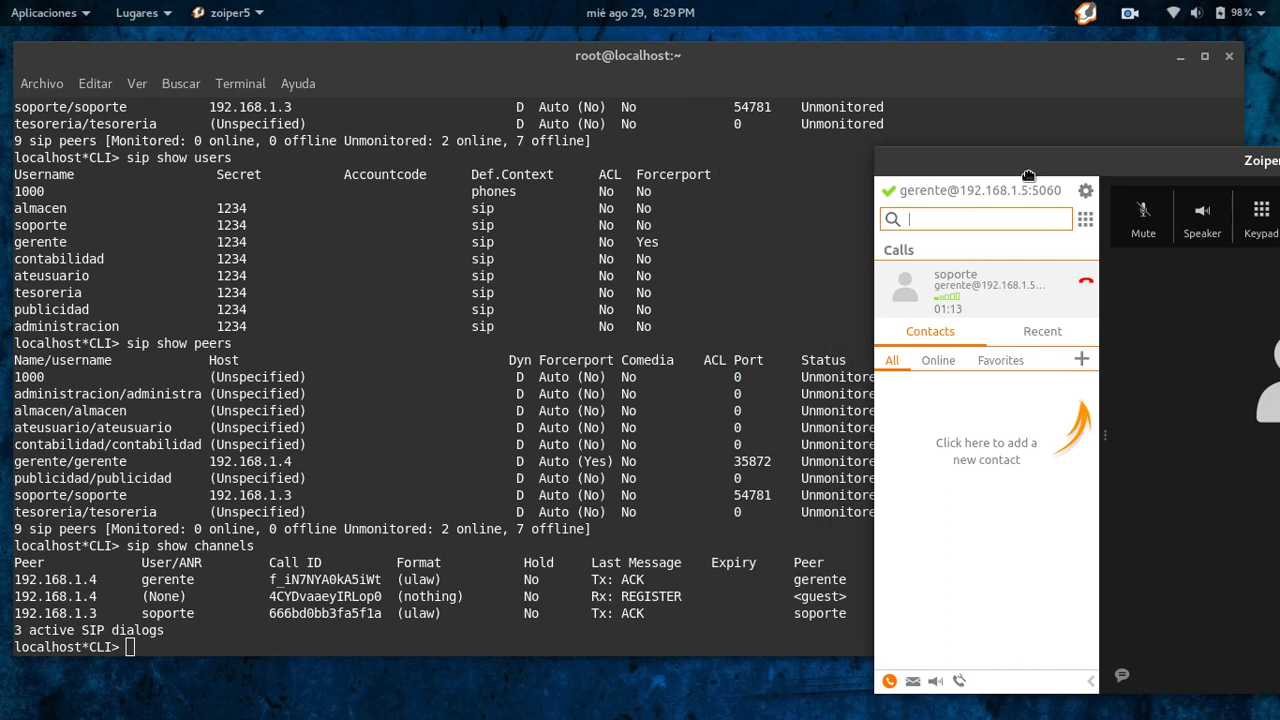 Aplicaciones Lugares zoiper5 mié ago 29, 8:29 PM 98%
root@localhost:~
Archivo Editar Ver Buscar Terminal Ayuda
soporte/soporte 192.168.1.3 D Auto (No) No 54781 Unmonitored
tesoreria/tesoreria (Unspecified) D Auto (No) No 0 Unmonitored
9 sip peers [Monitored: 0 online, 0 offline Unmonitored: 2 online, 7 offline]
localhost*CLI> sip show users
Username Secret Accountcode Def.Context ACL Forcerport
1000 phones No No
almacen 1234 sip No No
soporte 1234 sip No No
gerente 1234 sip No Yes
contabilidad 1234 sip No No
ateusuario 1234 sip No No
tesoreria 1234 sip No No
publicidad 1234 sip No No
administracion 1234 sip No No
localhost*CLI> sip show peers
Name/username Host Dyn Forcerport Comedia ACL Port Status
1000 (Unspecified) D Auto (No) No 0 Unmonitore
administracion/administra (Unspecified) D Auto (No) No 0 Unmonitore
almacen/almacen (Unspecified) D Auto (No) No 0 Unmonitore
ateusuario/ateusuario (Unspecified) D Auto (No) No 0 Unmonitore
contabilidad/contabilidad (Unspecified) D Auto (No) No 0 Unmonitore
gerente/gerente 192.168.1.4 D Auto (Yes) No 35872 Unmonitore
publicidad/publicidad (Unspecified) D Auto (No) No 0 Unmonitore
soporte/soporte 192.168.1.3 D Auto (No) No 54781 Unmonitore
tesoreria/tesoreria (Unspecified) D Auto (No) No 0 Unmonitore
9 sip peers [Monitored: 0 online, 0 offline Unmonitored: 2 online, 7 offline]
localhost*CLI> sip show channels
Peer User/ANR Call ID Format Hold Last Message Expiry Peer
192.168.1.4 gerente f_iN7NYA0kA5iWt (ulaw) No Tx: ACK gerente
192.168.1.4 (None) 4CYDvaaeyIRLop0 (nothing) No Rx: REGISTER <guest>
192.168.1.3 soporte 666bd0bb3fa5f1a (ulaw) No Tx: ACK soporte
3 active SIP dialogs
localhost*CLI>
Zoiper
gerente@192.168.1.5:5060
Calls
soporte
gerente@192.168.1.5...
01:13
Contacts Recent
All Online Favorites
Click here to add a
new contact
Mute Speaker Keypad